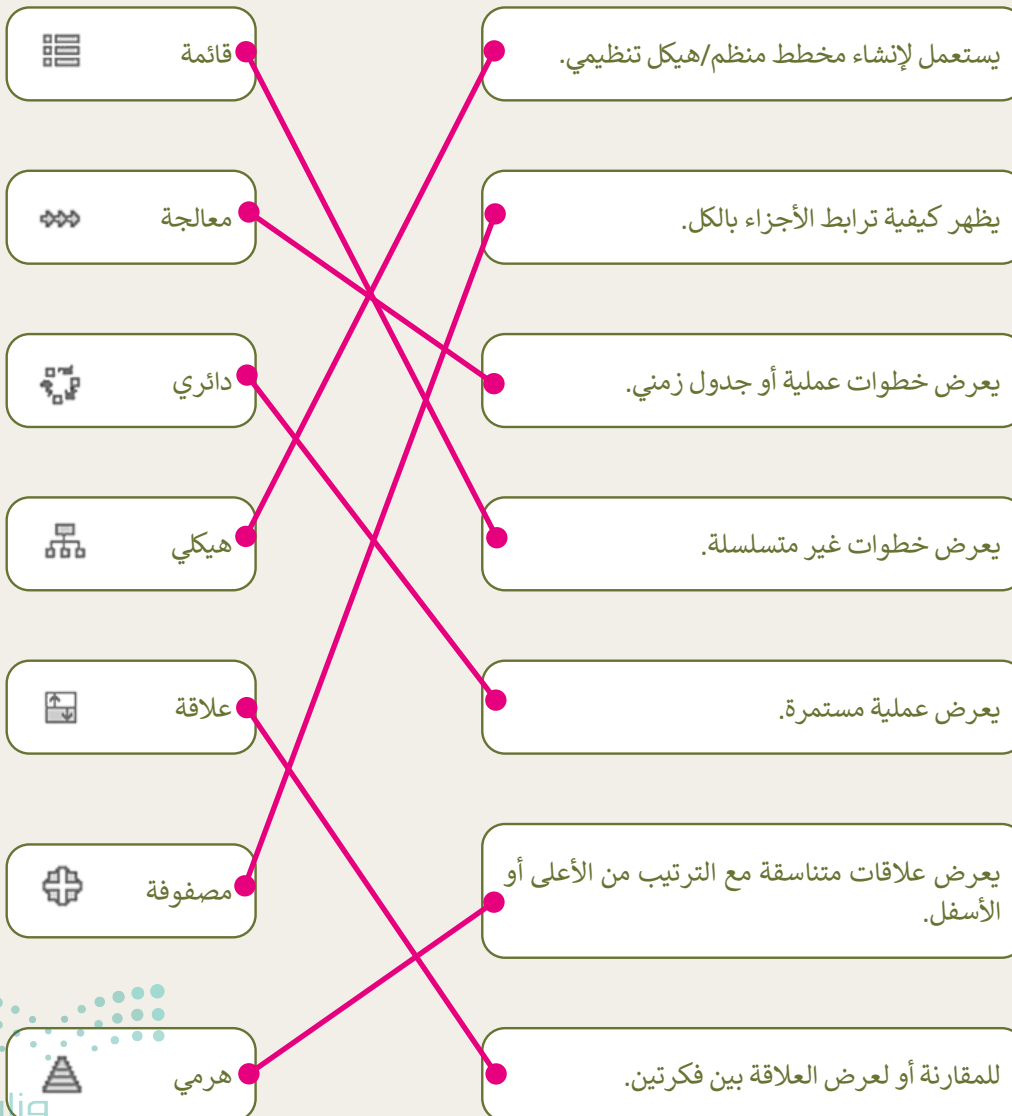 يستعمل لإنشاء مخطط منظم/هيكل تنظيمي.
قائمة
يظهر كيفية ترابط الأجزاء بالكل.
معالجة
يعرض خطوات عملية أو جدول زمني.
دائري
يعرض خطوات غير متسلسلة.
هيكلي
يعرض عملية مستمرة.
علاقة
يعرض علاقات متناسقة مع الترتيب من الأعلى أو
الأسفل.
مصفوفة
للمقارنة أو لعرض العلاقة بين فكرتين.
هرمي